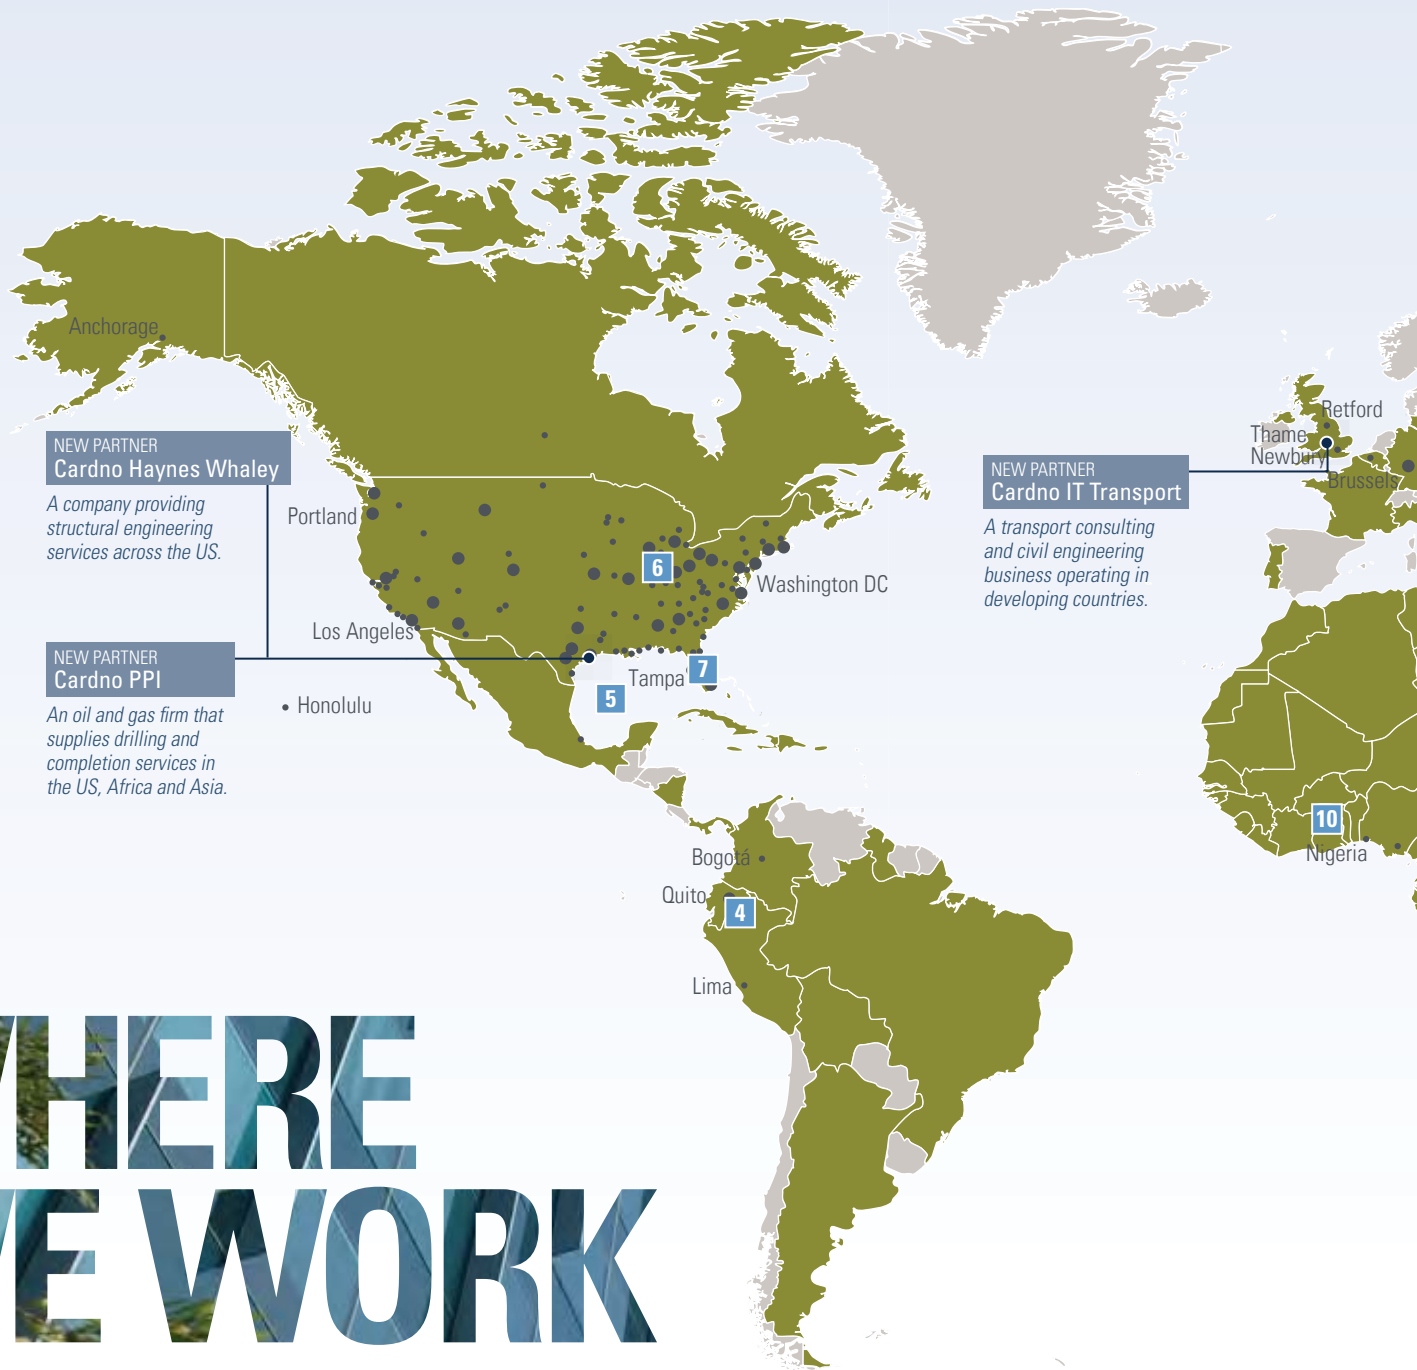 Anchorage
NEW PARTNER
Cardno Haynes Whaley
A company providing
structural engineering
services across the US.
Portland
Los Angeles
NEW PARTNER
Cardno PPI
An oil and gas firm that
supplies drilling and
completion services in
the US, Africa and Asia.
Honolulu
6
Washington DC
Tampa
7
5
Bogotá
Quito
4
Lima
Retford
Thame
Newbury
Brussels
NEW PARTNER
Cardno IT Transport
A transport consulting
and civil engineering
business operating in
developing countries.
10
Nigeria
WHERE
WE WORK